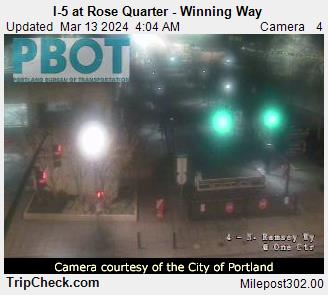 I-5 at Rose Quarter - Winning Way
Updated Mar 13 2024 4:04 AM Camera 4
PBOT
PORTLAND BUREAU OF TRANSPORTATION
4 - N. Ramsey Wy
@ One Ctr
Camera courtesy of the City of Portland
TripCheck.com Milepost302.00